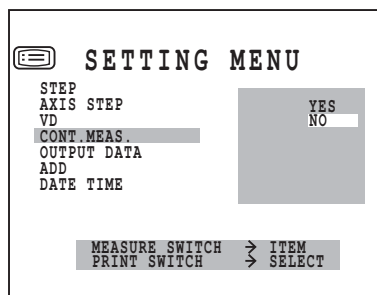 SETTING MENU
STEP
AXIS STEP
VD
CONT.MEAS.
OUTPUT DATA
ADD
DATE TIME
YES
NO
MEASURE SWITCH → ITEM
PRINT SWITCH → SELECT